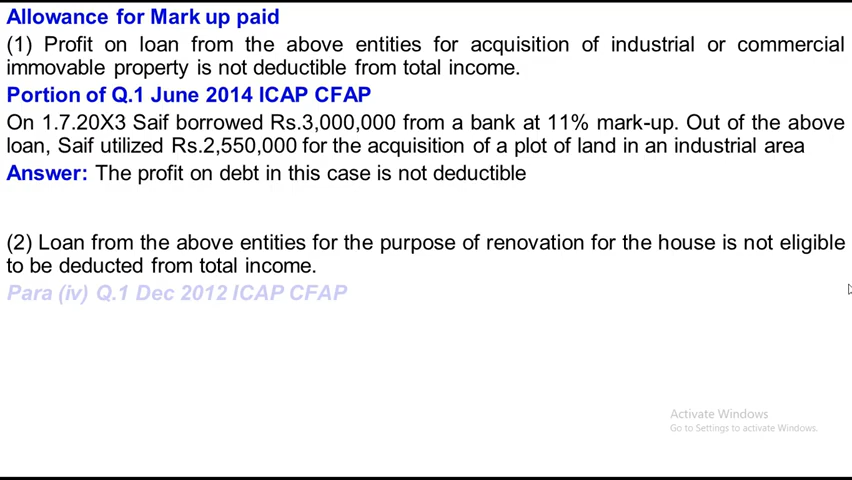 Allowance for Mark up paid
(1) Profit on loan from the above entities for acquisition of industrial or commercial
immovable property is not deductible from total income.
Portion of Q.1 June 2014 ICAP CFAP
On 1.7.20X3 Saif borrowed Rs.3,000,000 from a bank at 11% mark-up. Out of the above
loan, Saif utilized Rs.2,550,000 for the acquisition of a plot of land in an industrial area
Answer: The profit on debt in this case is not deductible
(2) Loan from the above entities for the purpose of renovation for the house is not eligible
to be deducted from total income.
Para (iv) Q.1 Dec 2012 ICAP CFAP
Activate Windows
Go to Settings to activate Windows.